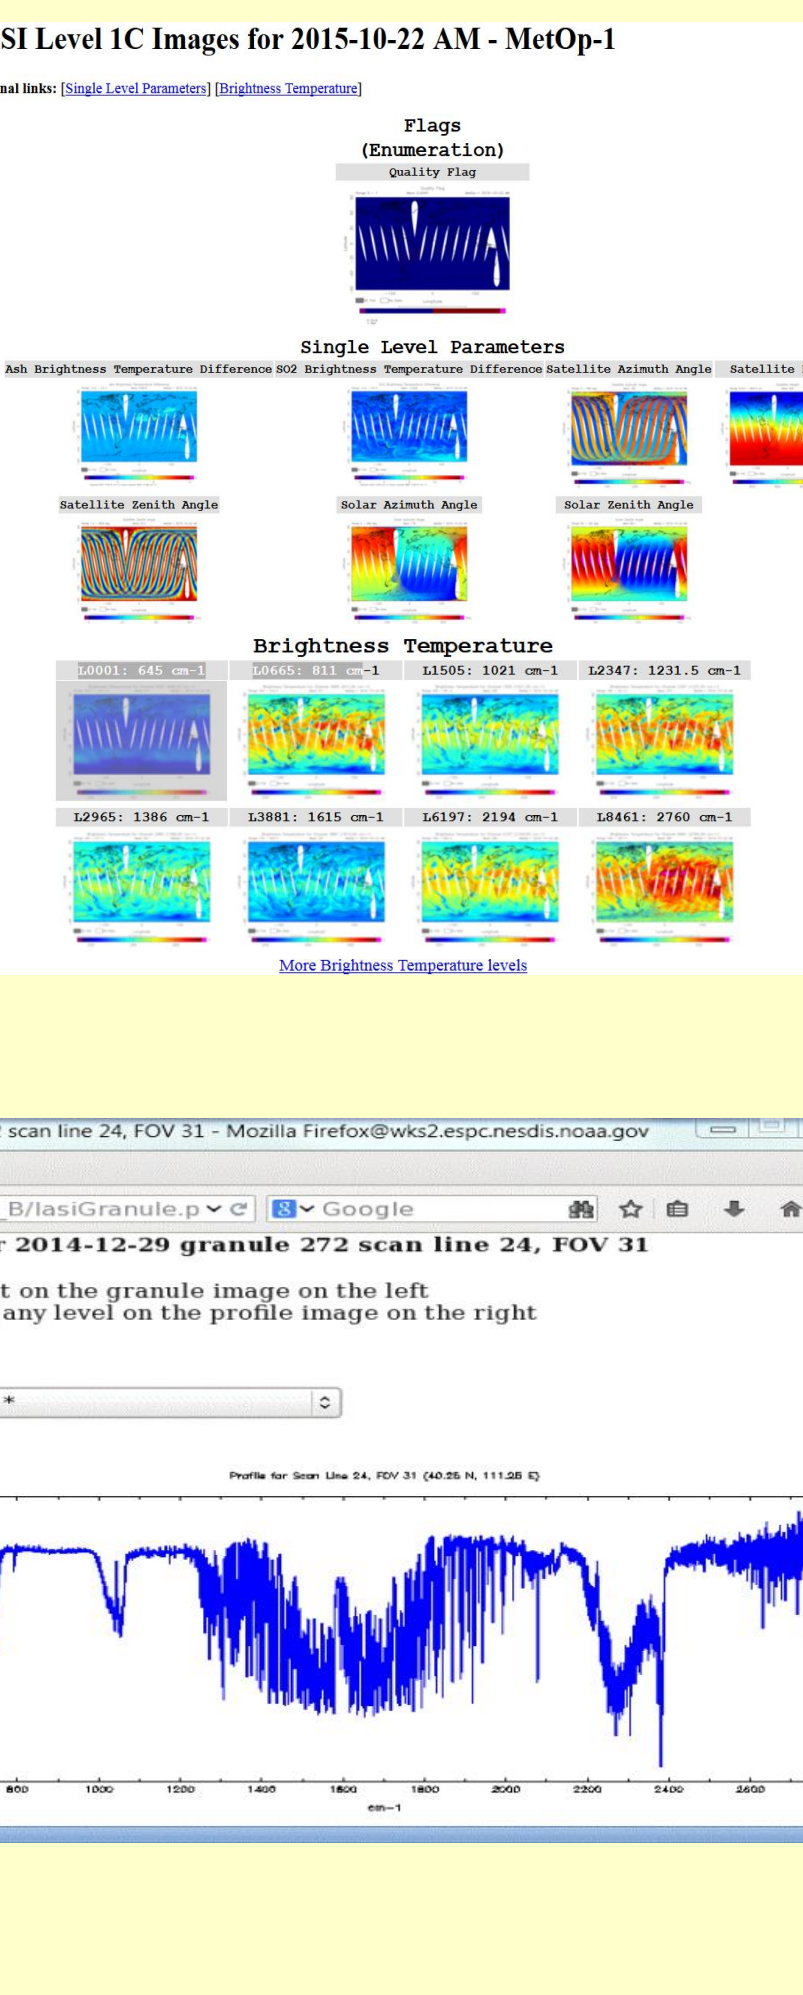 SI Level 1C Images for 2015-10-22 AM - MetOp-1
nal links: [Single Level Parameters] [Brightness Temperature]
Flags
(Enumeration)
Quality Flag
Single Level Parameters
Ash Brightness Temperature Difference SO2 Brightness Temperature Difference Satellite Azimuth Angle Satellite
Satellite Zenith Angle Solar Azimuth Angle Solar Zenith Angle
Brightness Temperature
L0001: 645 cm-1 L0665: 811 cm-1 L1505: 1021 cm-1 L2347: 1231.5 cm-1
L2965: 1386 cm-1 L3881: 1615 cm-1 L6197: 2194 cm-1 L8461: 2760 cm-1
More Brightness Temperature levels
scan line 24, FOV 31 - Mozilla Firefox@wks2.espc.nesdis.noaa.gov
_B/IasiGranule.p Google
r 2014-12-29 granule 272 scan line 24, FOV 31
t on the granule image on the left
any level on the profile image on the right
*
Profile for Scan Line 24, FOV 31 (40.25 N, 111.25 E)
800 1000 1200 1400 1600 1800 2000 2200 2400 2600
cm-1